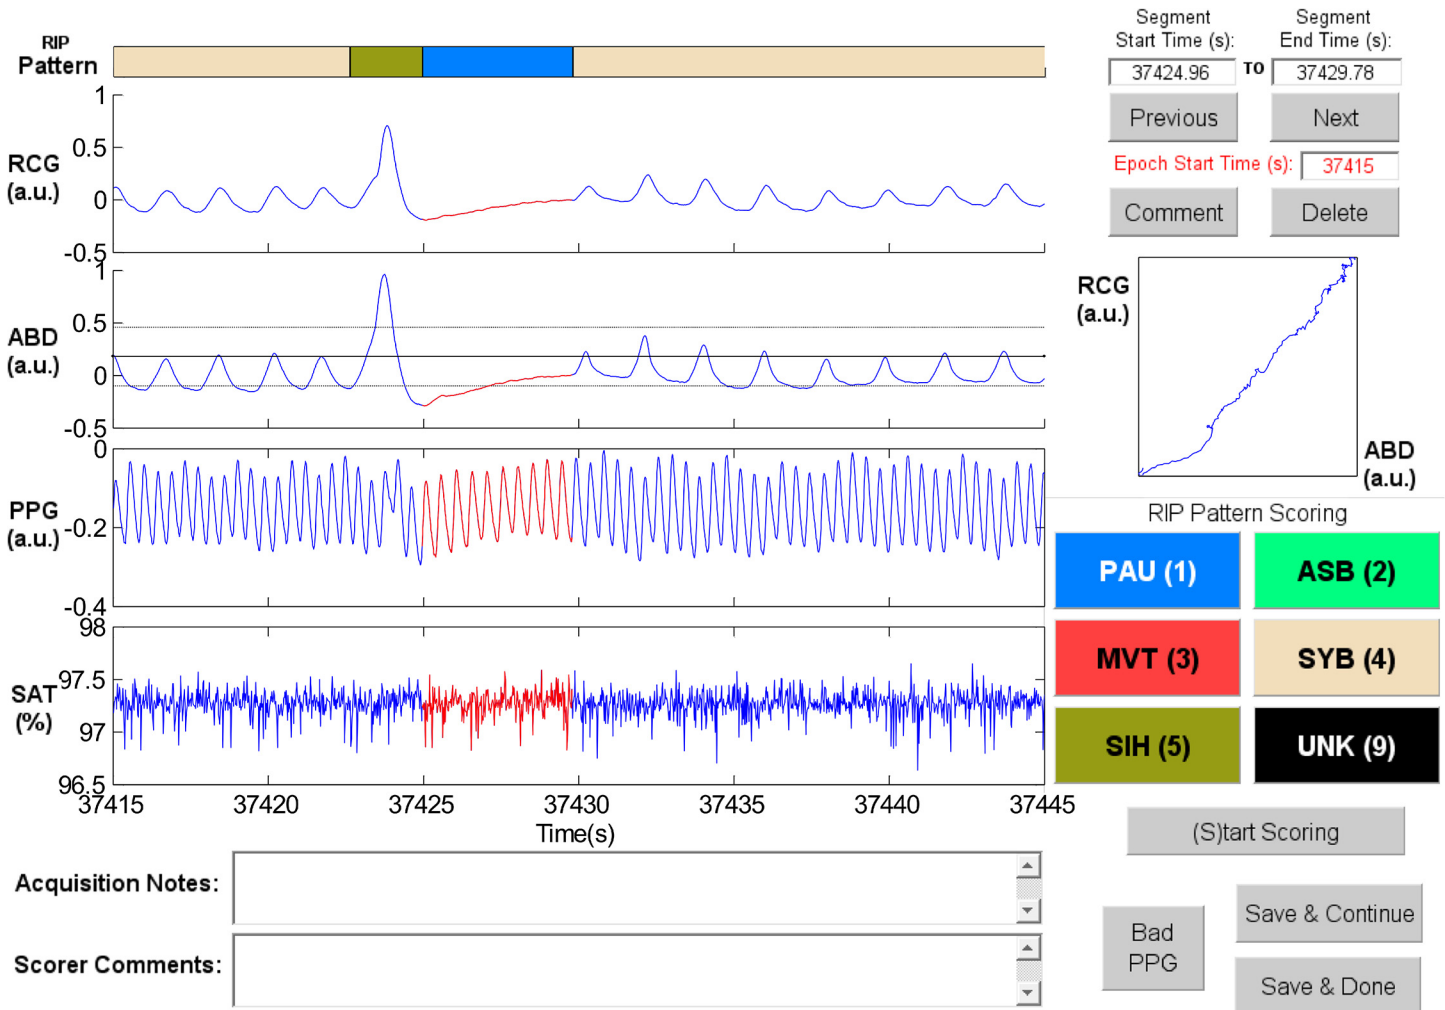 RIP
Pattern
Segment
Start Time (s):
Segment
End Time (s):
37424.96
TO
37429.78
Previous
Next
Epoch Start Time (s):
37415
Comment
Delete
RCG
(a.u.)
1
0.5
0
-0.5
ABD
(a.u.)
1
0.5
0
-0.5
PPG
(a.u.)
0
-0.2
-0.4
SAT
(%)
98
97.5
97
96.5
37415
37420
37425
37430
37435
37440
37445
Time(s)
RCG
(a.u.)
ABD
(a.u.)
RIP Pattern Scoring
PAU (1)
ASB (2)
MVT (3)
SYB (4)
SIH (5)
UNK (9)
(S)tart Scoring
Acquisition Notes:
Scorer Comments:
Bad
PPG
Save & Continue
Save & Done